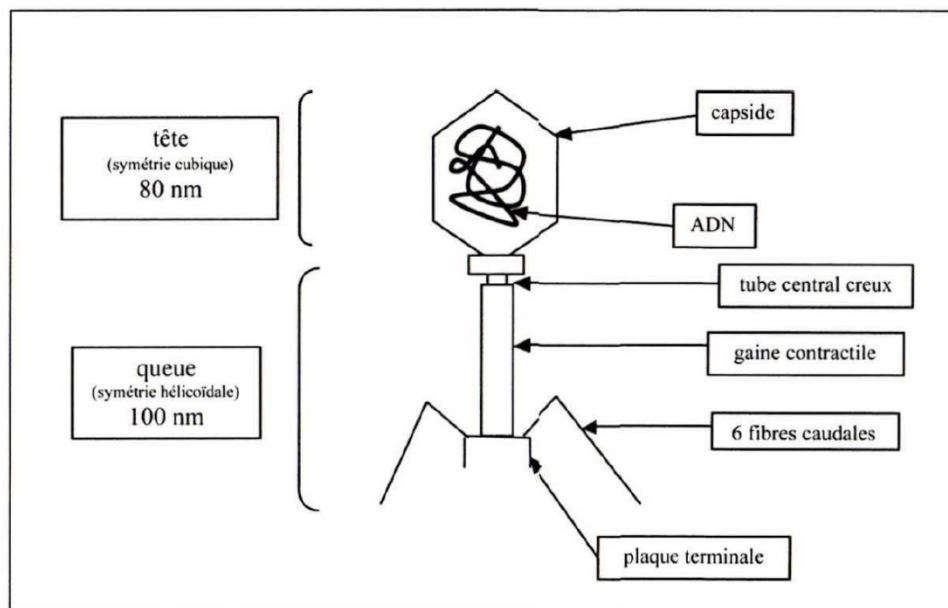 capside
tête
(symétrie cubique)
80 nm
ADN
tube central creux
gaine contractile
queue
(symétrie hélicoïdale)
100 nm
6 fibres caudales
plaque terminale